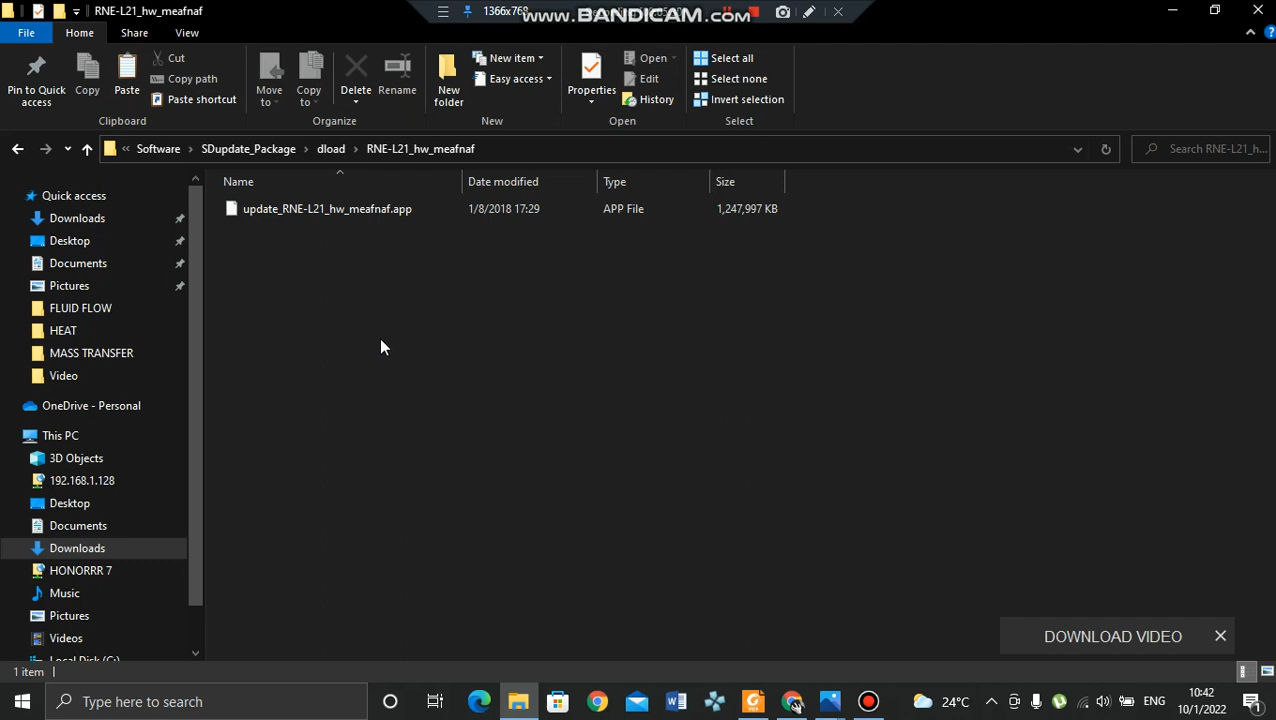 RNE-L21_hw_meafnaf
1366x768
www.BANDICAM.com
File
Home
Share
View
Pin to Quick access
Copy
Paste
Cut
Copy path
Paste shortcut
Clipboard
Move to
Copy to
Delete
Rename
Organize
New folder
New item
Easy access
New
Properties
Open
Edit
History
Open
Select all
Select none
Invert selection
Select
« Software > SDupdate_Package > dload > RNE-L21_hw_meafnaf
Search RNE-L21_h...
Name
Date modified
Type
Size
update_RNE-L21_hw_meafnaf.app
1/8/2018 17:29
APP File
1,247,997 KB
Quick access
Downloads
Desktop
Documents
Pictures
FLUID FLOW
HEAT
MASS TRANSFER
Video
OneDrive - Personal
This PC
3D Objects
192.168.1.128
Desktop
Documents
Downloads
HONORRR 7
Music
Pictures
Videos
Local Disk (C:)
DOWNLOAD VIDEO
1 item
Type here to search
24°C
ENG
10:42
10/1/2022